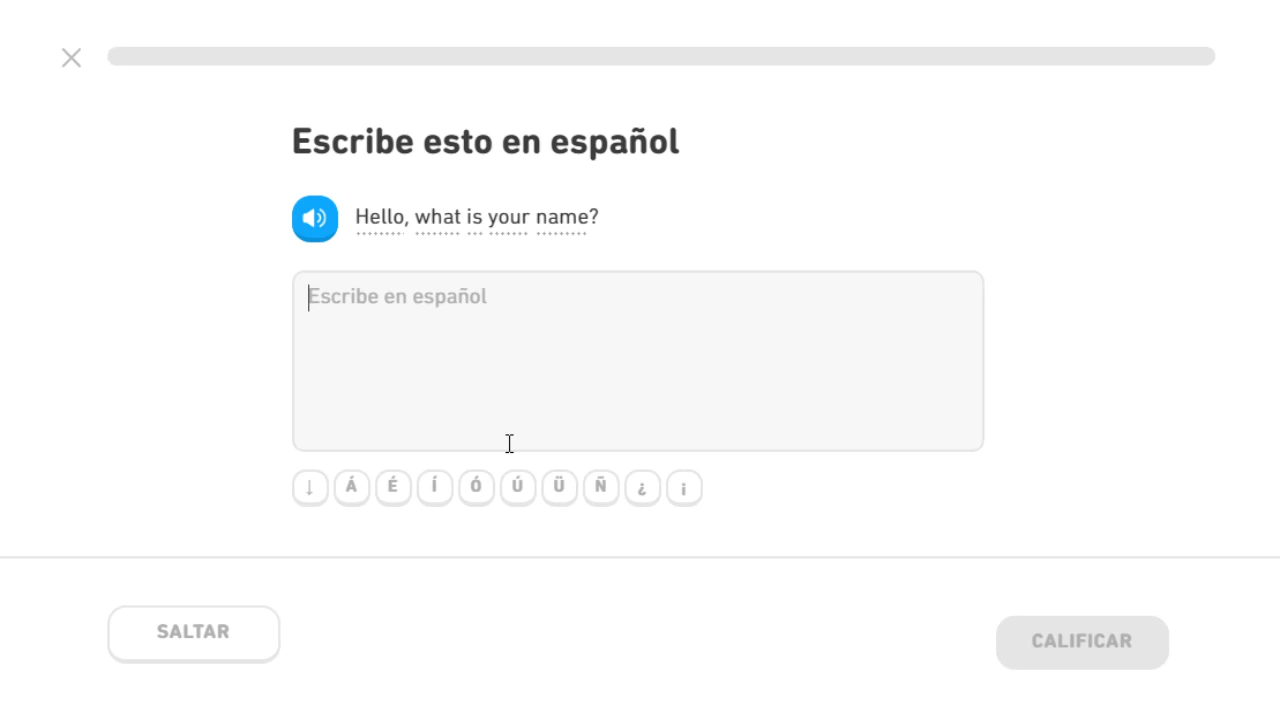 Escribe esto en español
Hello, what is your name?
Escribe en español
↓ Á É Í Ó Ú Ü Ñ ¿ ¡
SALTAR
CALIFICAR